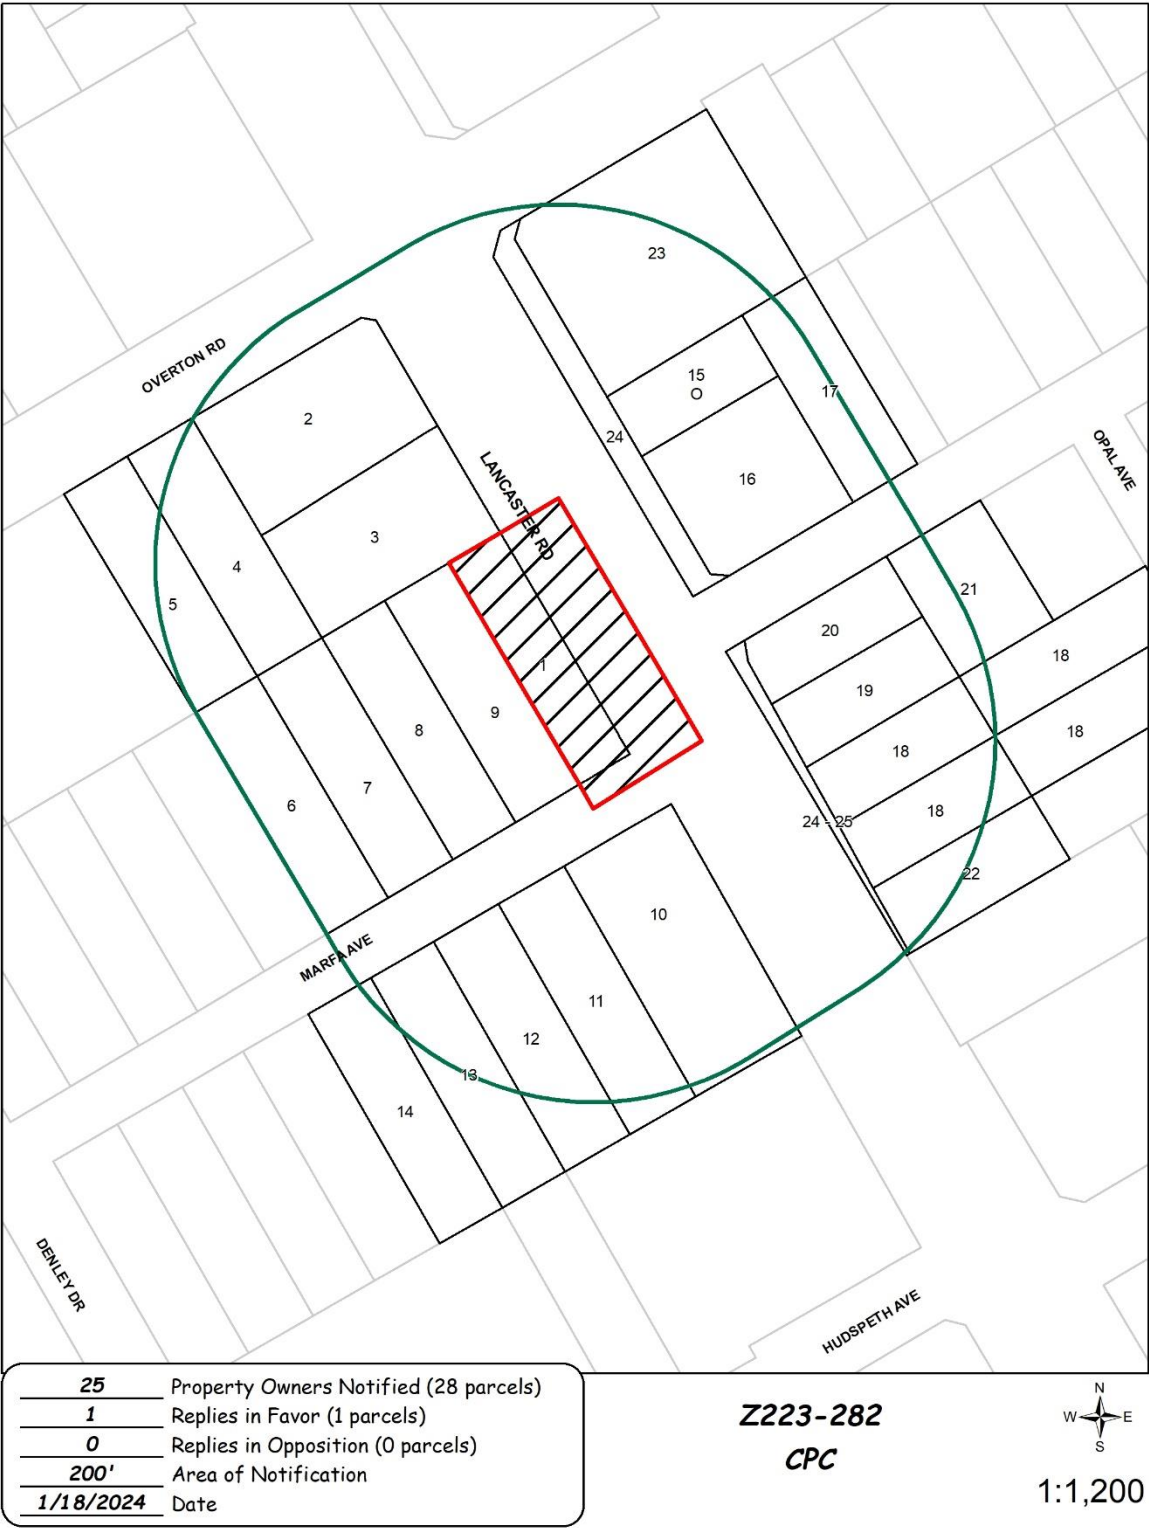 23
OVERTON RD
15
O
17
2
24
OPAL AVE
LANCASTER RD
16
3
4
5
21
20
18
1
19
9
8
18
18
7
6
18
24 - 25
22
10
MARFA AVE
11
12
13
14
DENLEY DR
HUDSPETH AVE
25 Property Owners Notified (28 parcels)
1 Replies in Favor (1 parcels)
0 Replies in Opposition (0 parcels)
200' Area of Notification
1/18/2024 Date
Z223-282
CPC
N
W E
S
1:1,200